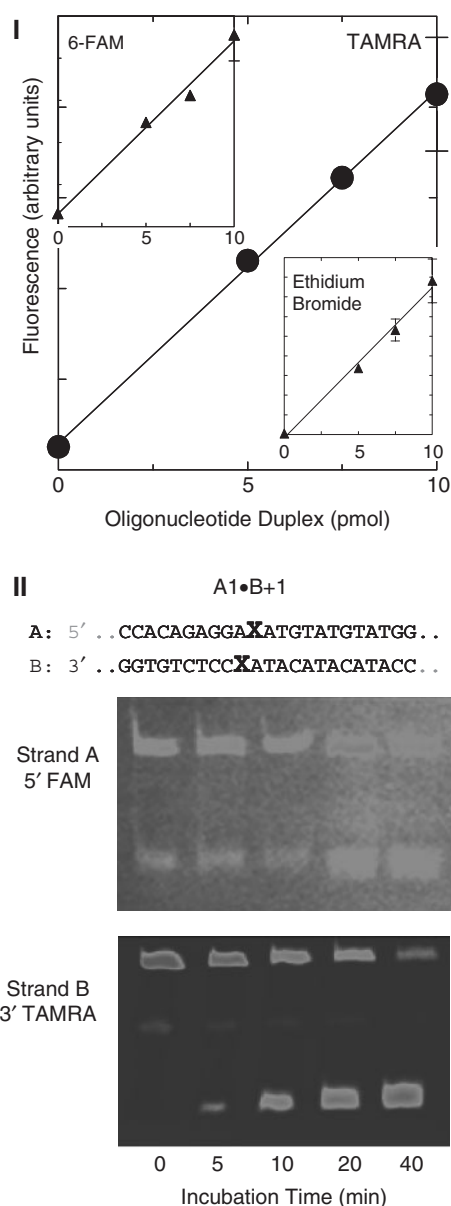 I
6-FAM
TAMRA
Fluorescence (arbitrary units)
0 5 10
Ethidium
Bromide
0 5 10
0 5 10
Oligonucleotide Duplex (pmol)
II
A1•B+1
A: 5′ ..CCACAGAGGAXATGTATGTATGG..
B: 3′ ..GGTGTCTCCXATACATACATACC..
Strand A
5′ FAM
Strand B
3′ TAMRA
0 5 10 20 40
Incubation Time (min)